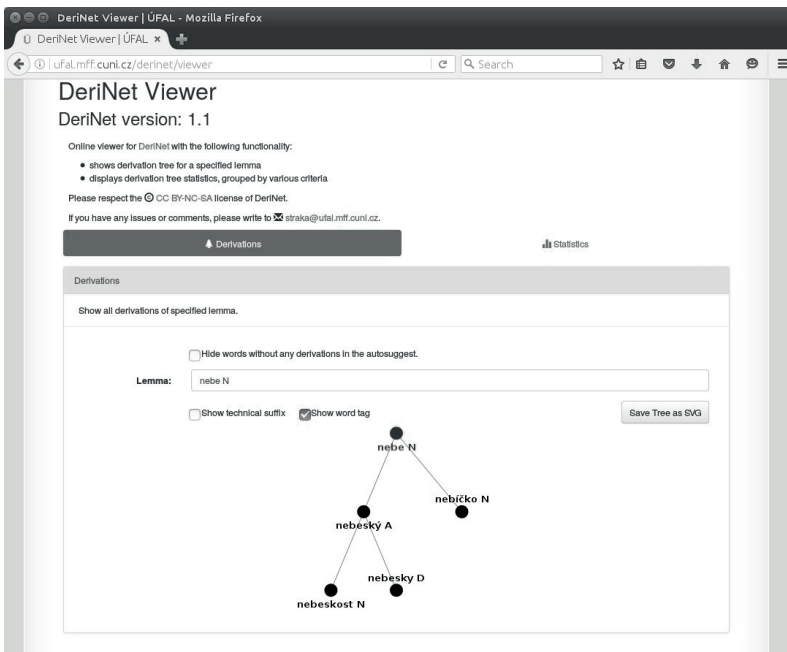 DeriNet Viewer | ÚFAL - Mozilla Firefox
Ú DeriNet Viewer | ÚFAL ×
ufal.mff.cuni.cz/derinet/viewer
Search
DeriNet Viewer
DeriNet version: 1.1
Online viewer for DeriNet with the following functionality:
• shows derivation tree for a specified lemma
• displays derivation tree statistics, grouped by various criteria
Please respect the CC BY-NC-SA license of DeriNet.
If you have any issues or comments, please write to straka@ufal.mff.cuni.cz.
Derivations
Statistics
Derivations
Show all derivations of specified lemma.
Hide words without any derivations in the autosuggest.
Lemma: nebe N
Show technical suffix Show word tag Save Tree as SVG
nebe N
nebíčko N
nebeský A
nebesky D
nebeskost N